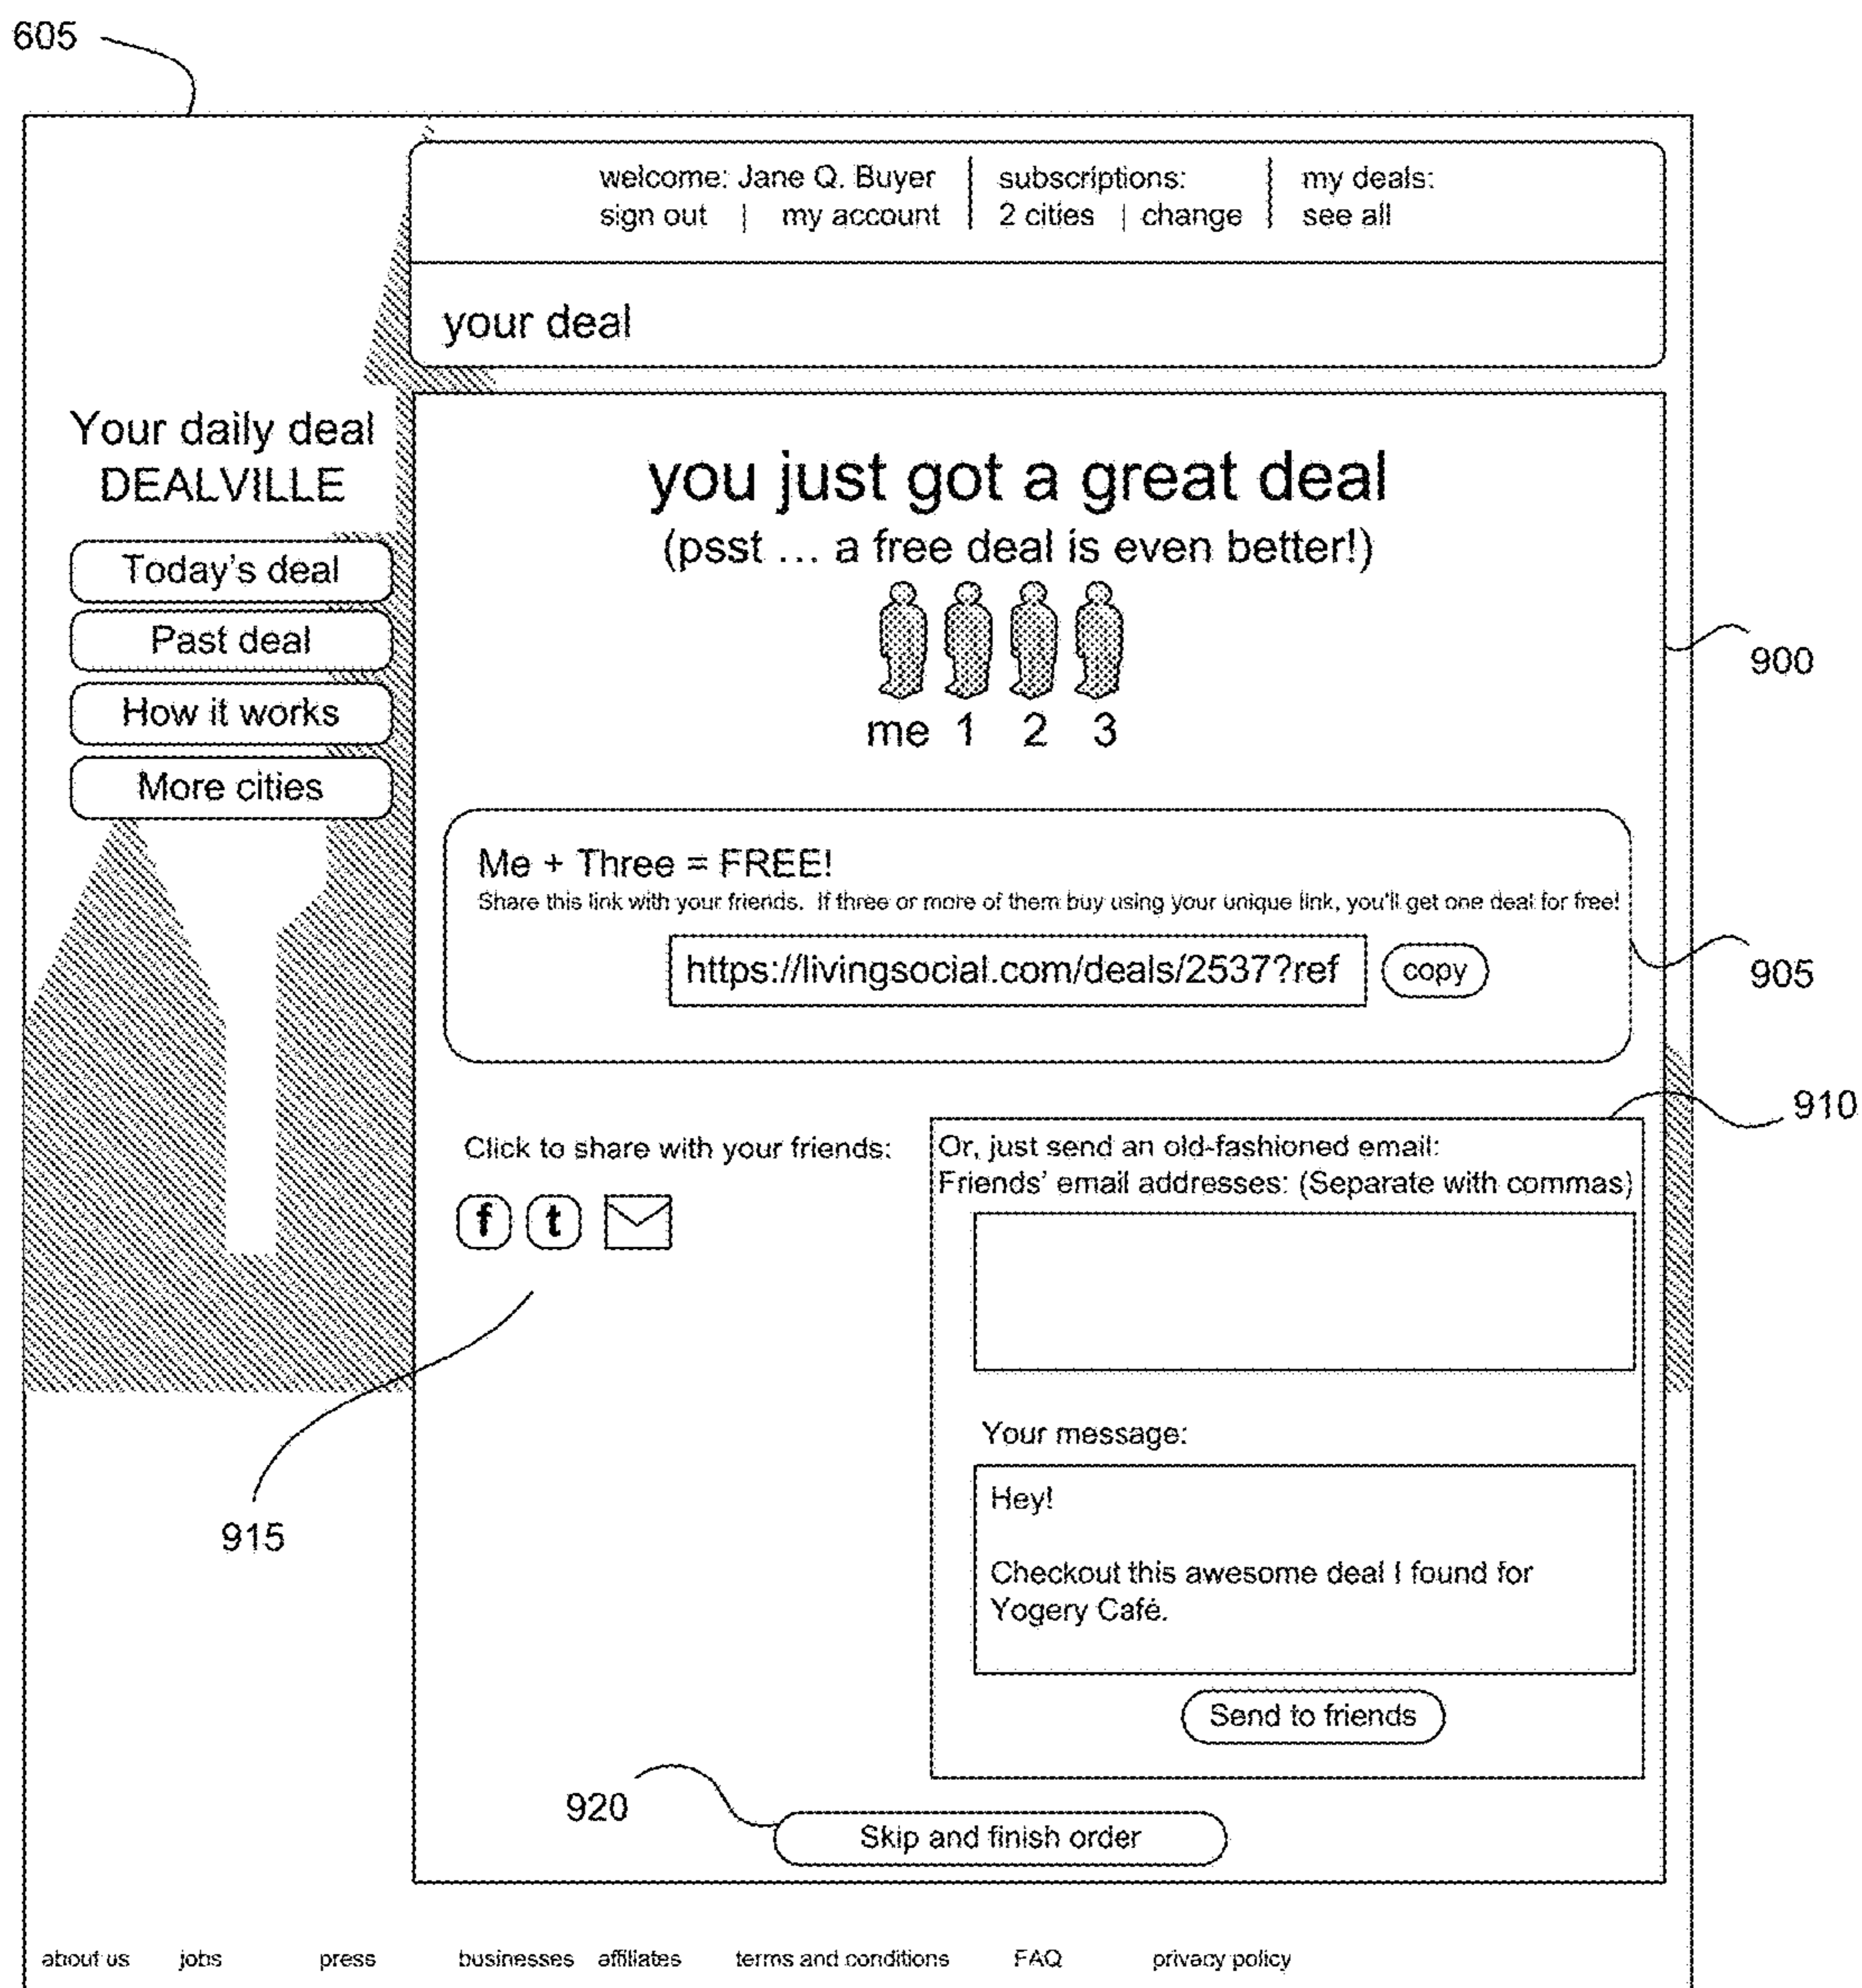 605
welcome: Jane Q. Buyer
sign out | my account
subscriptions:
2 cities | change
my deals:
see all
your deal
Your daily deal
DEALVILLE
Today's deal
Past deal
How it works
More cities
you just got a great deal
(psst ... a free deal is even better!)
me 1 2 3
900
Me + Three = FREE!
Share this link with your friends. If three or more of them buy using your unique link, you'll get one deal for free!
https://livingsocial.com/deals/2537?ref
copy
905
910
Click to share with your friends:
f t
915
Or, just send an old-fashioned email:
Friends' email addresses: (Separate with commas)
Your message:
Hey!
Checkout this awesome deal I found for
Yogery Café.
Send to friends
920
Skip and finish order
about us jobs press businesses affiliates terms and conditions FAQ privacy policy